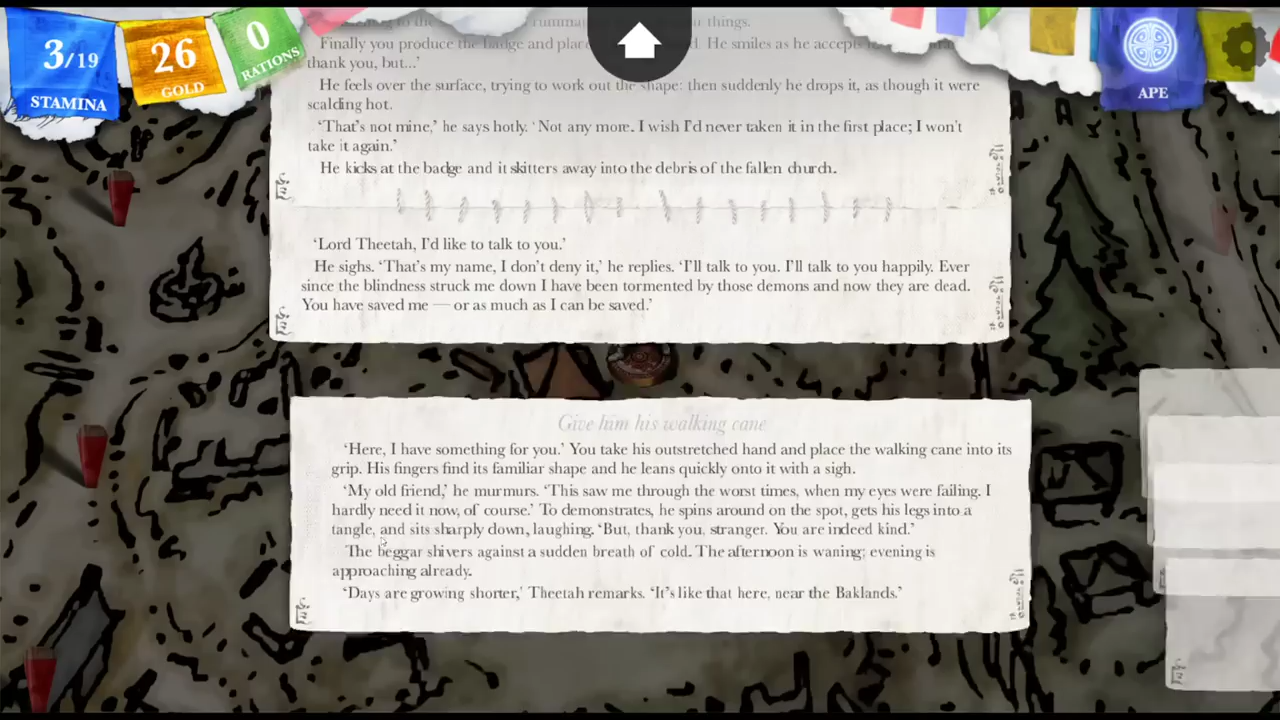 3/19
STAMINA
26
GOLD
0
RATIONS
APE
things.
Finally you produce the badge and place He smiles as he accepts
thank you, but...'
He feels over the surface, trying to work out the shape: then suddenly he drops it, as though it were
scalding hot.
'That's not mine,' he says hotly. 'Not any more. I wish I'd never taken it in the first place; I won't
take it again.'
He kicks at the badge and it skitters away into the debris of the fallen church.
'Lord Theetah, I'd like to talk to you.'
He sighs. 'That's my name, I don't deny it,' he replies. 'I'll talk to you. I'll talk to you happily. Ever
since the blindness struck me down I have been tormented by those demons and now they are dead.
You have saved me — or as much as I can be saved.'
Give him his walking cane
'Here, I have something for you.' You take his outstretched hand and place the walking cane into its
grip. His fingers find its familiar shape and he leans quickly onto it with a sigh.
'My old friend,' he murmurs. 'This saw me through the worst times, when my eyes were failing. I
hardly need it now, of course.' To demonstrates, he spins around on the spot, gets his legs into a
tangle, and sits sharply down, laughing. 'But, thank you, stranger. You are indeed kind.'
The beggar shivers against a sudden breath of cold. The afternoon is waning; evening is
approaching already.
'Days are growing shorter,' Theetah remarks. 'It's like that here, near the Baklands.'